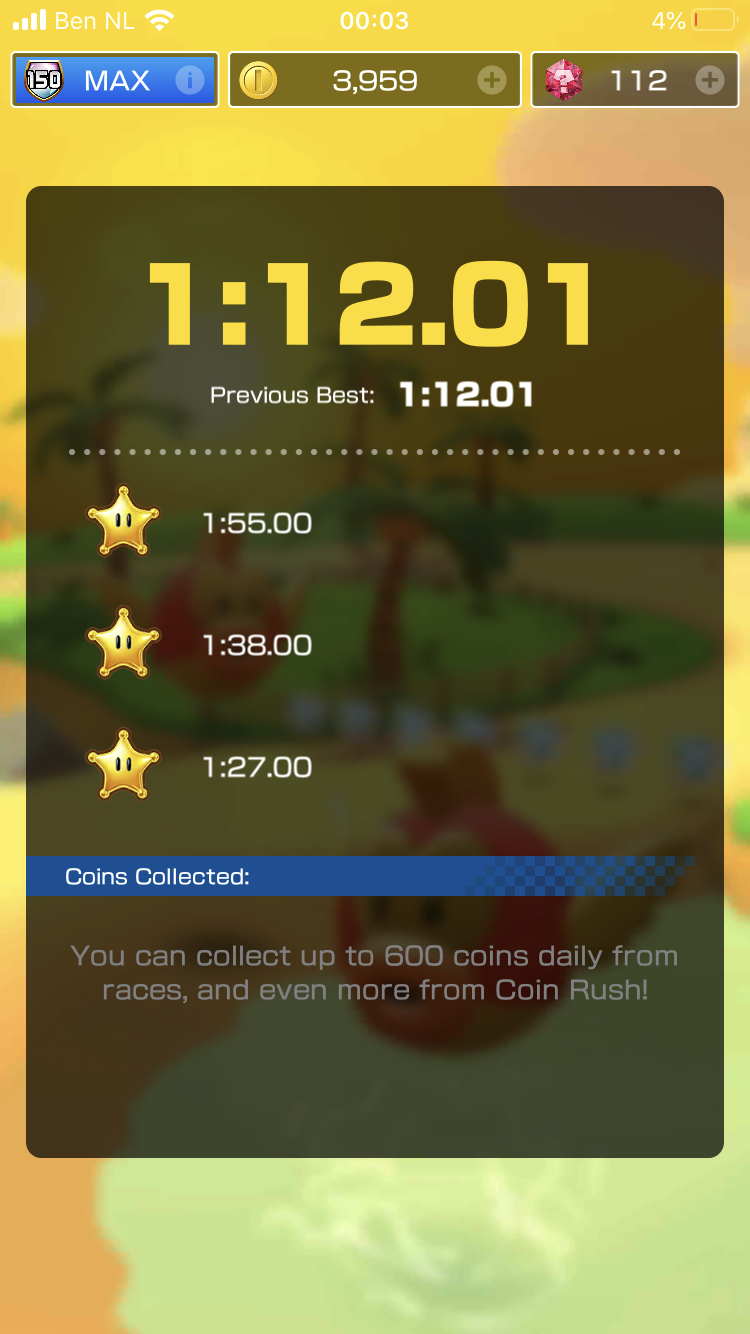 Ben NL 00:03 4%
150 MAX i 3,959 + 112 +
1:12.01
Previous Best: 1:12.01
1:55.00
1:38.00
1:27.00
Coins Collected:
You can collect up to 600 coins daily from
races, and even more from Coin Rush!